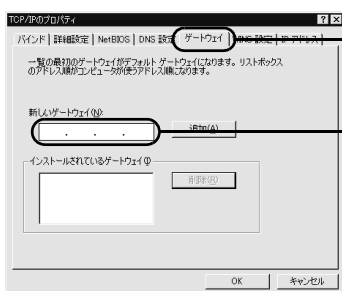 TCP/IPのプロパティ
バインド 詳細設定 NetBIOS DNS 設定 ゲートウェイ WINS 設定 IP アドレス
一覧の最初のゲートウェイがデフォルト ゲートウェイになります。リストボックス
のアドレス順がコンピュータが使うアドレス順になります。
新しいゲートウェイ(N):
. . .
追加(A)
インストールされているゲートウェイ(I)
削除(R)
OK キャンセル